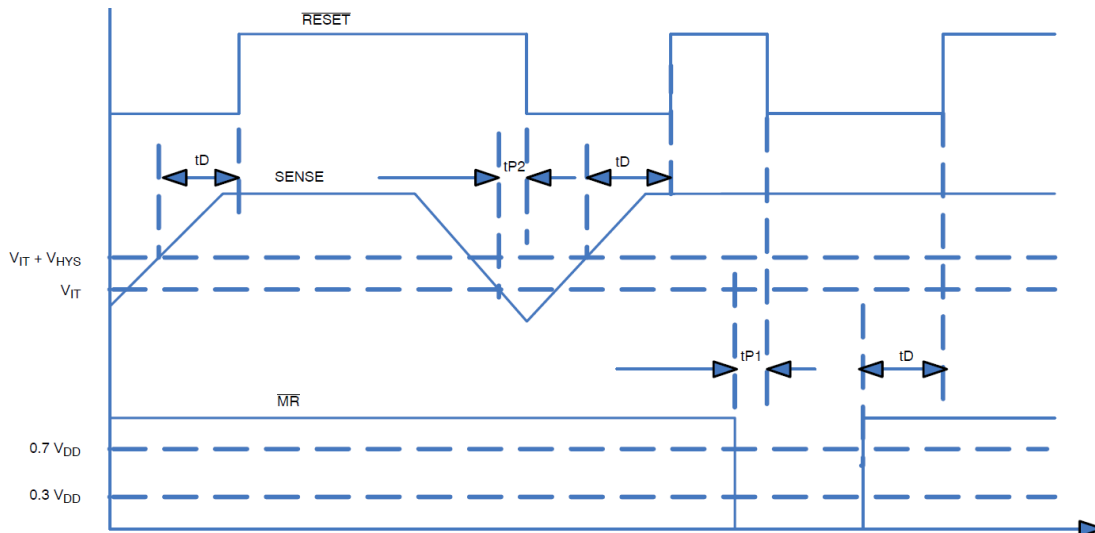 RESET
tD
tP2
tD
SENSE
VIT + VHYS
VIT
tP1
tD
MR
0.7 VDD
0.3 VDD